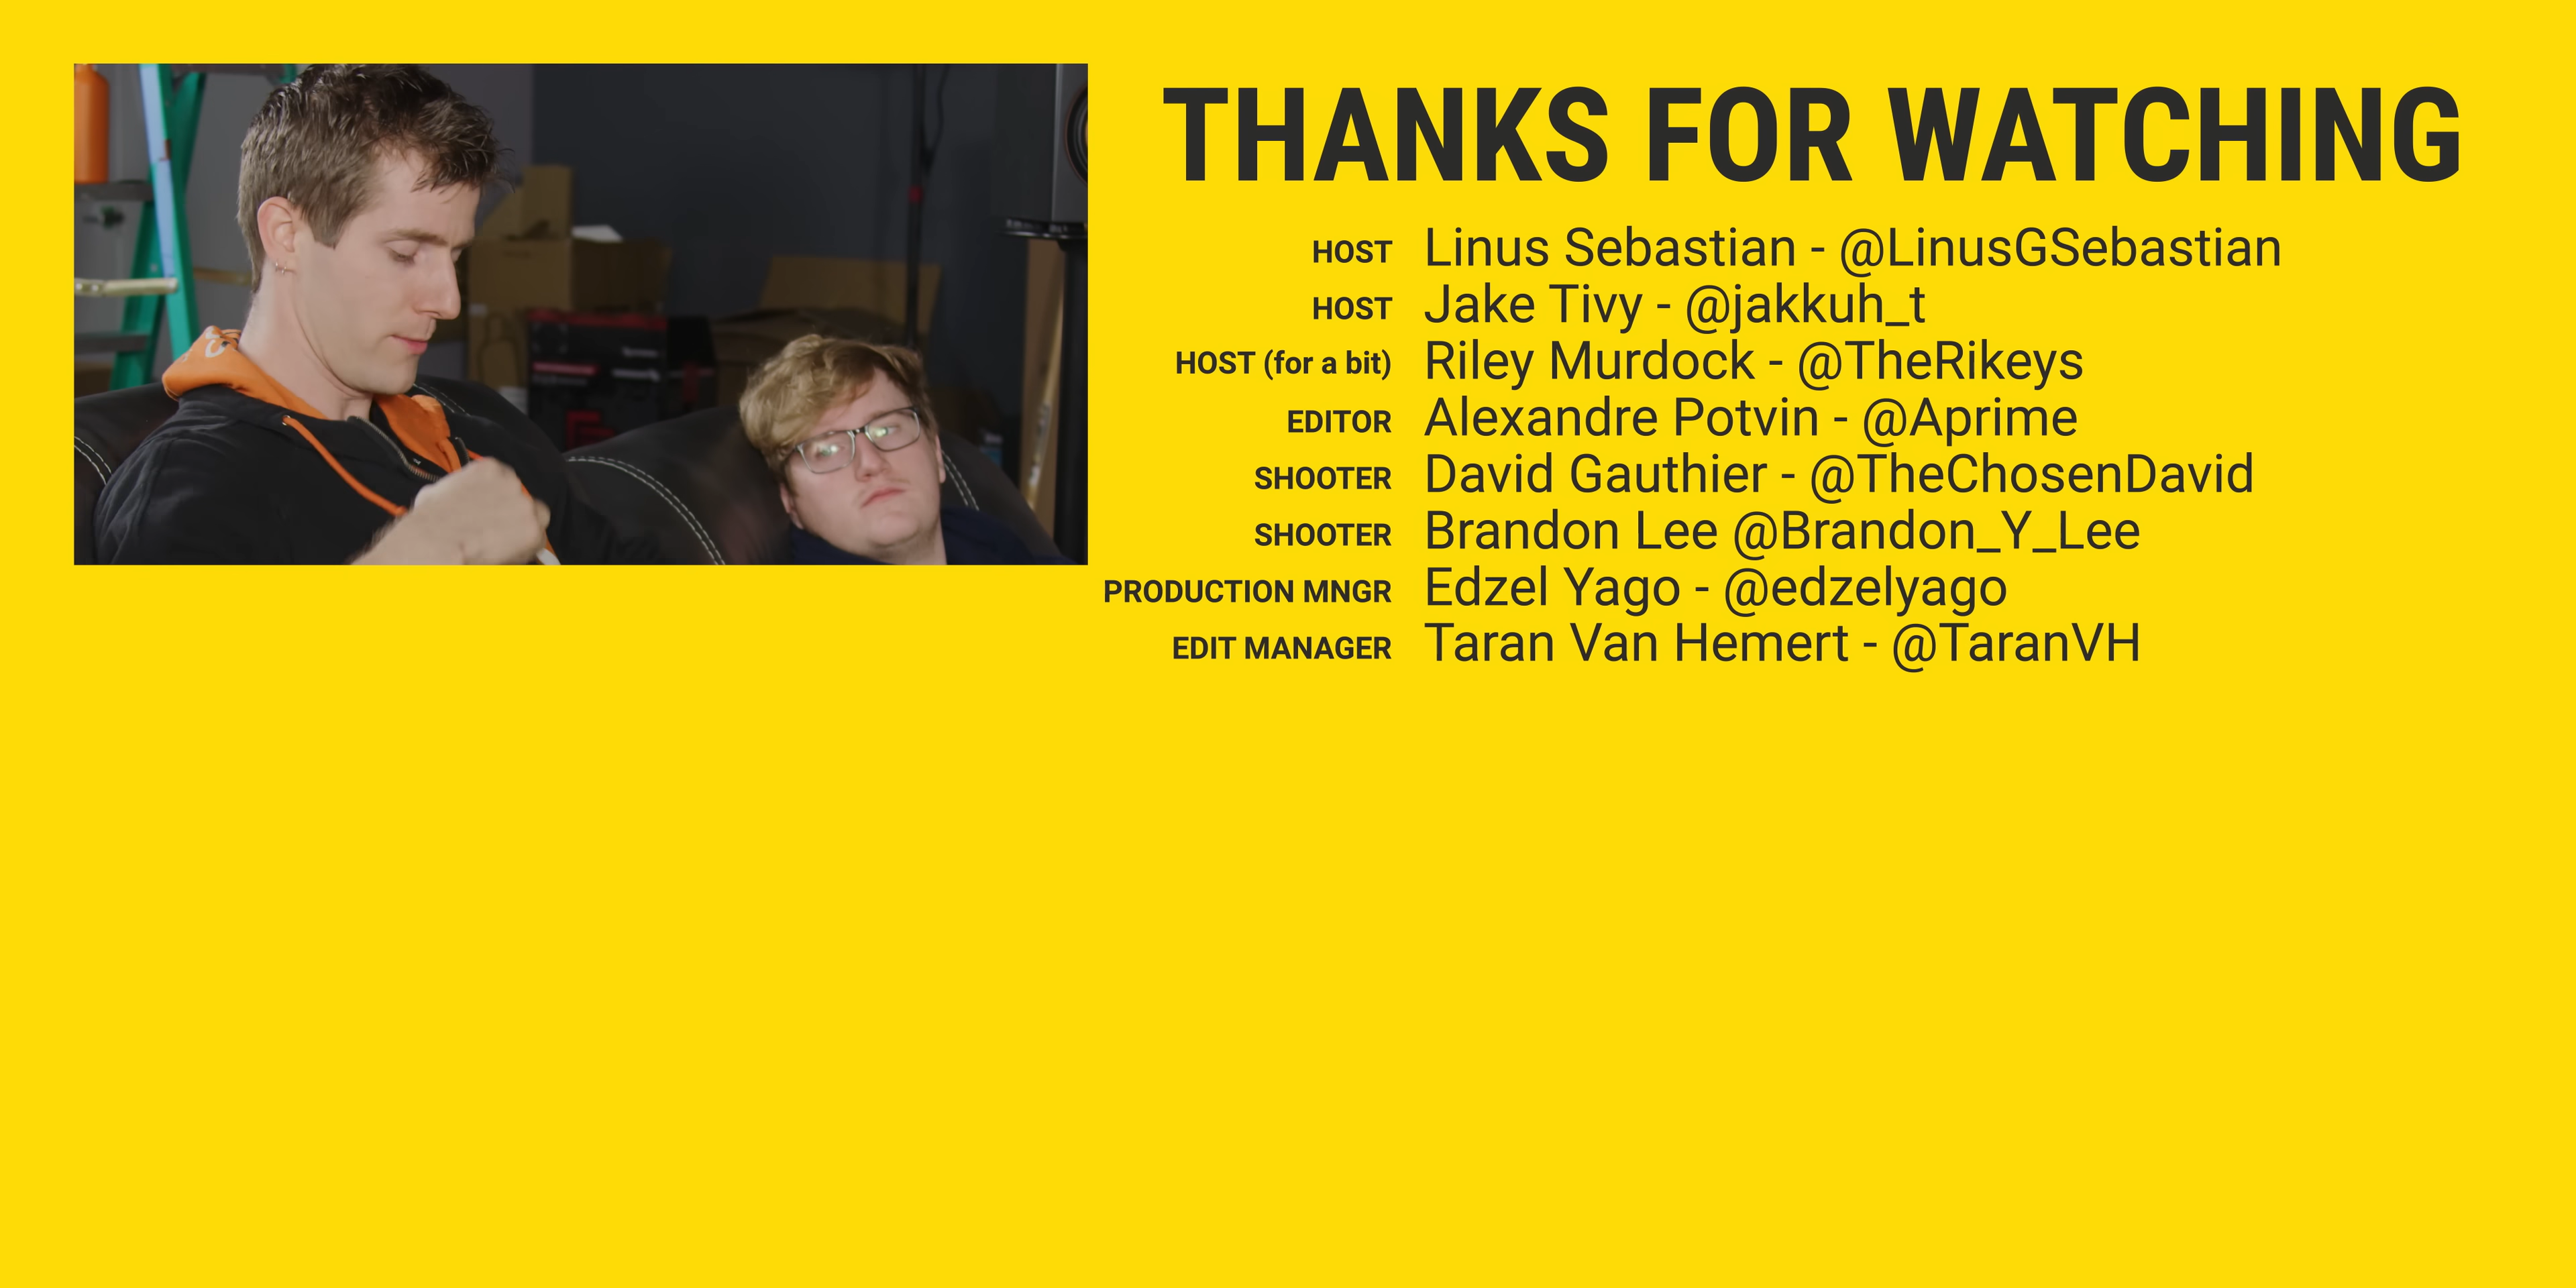 THANKS FOR WATCHING
HOST Linus Sebastian - @LinusGSebastian
HOST Jake Tivy - @jakkuh_t
HOST (for a bit) Riley Murdock - @TheRikeys
EDITOR Alexandre Potvin - @Aprime
SHOOTER David Gauthier - @TheChosenDavid
SHOOTER Brandon Lee @Brandon_Y_Lee
PRODUCTION MNGR Edzel Yago - @edzelyago
EDIT MANAGER Taran Van Hemert - @TaranVH